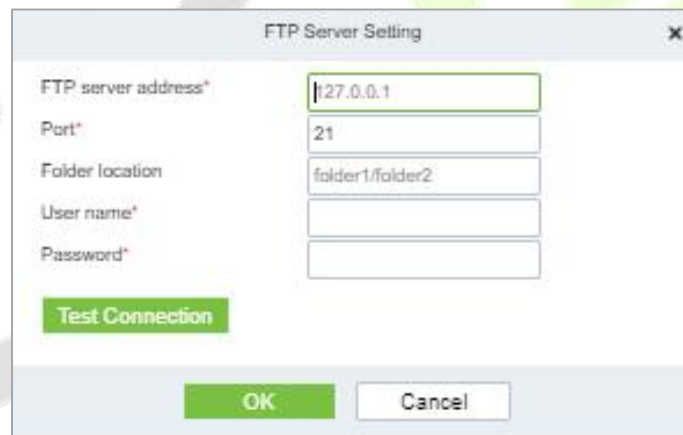 FTP Server Setting
×
FTP server address* 127.0.0.1
Port* 21
Folder location folder1/folder2
User name*
Password*
Test Connection
OK Cancel